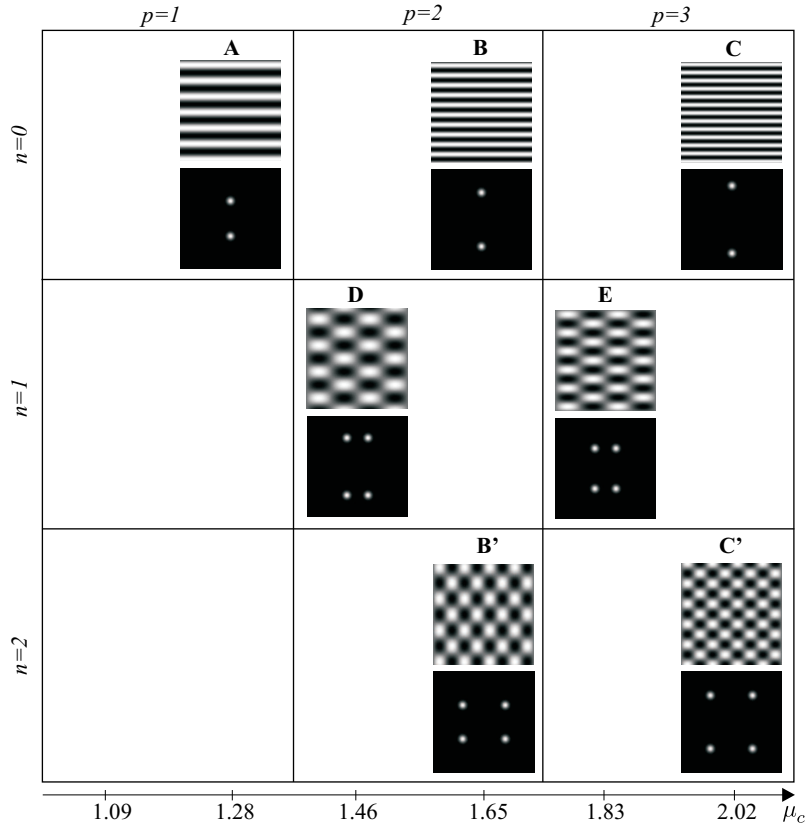 p=1 p=2 p=3
n=0
A B C
n=1
D E
n=2
B' C'
1.09 1.28 1.46 1.65 1.83 2.02 μc